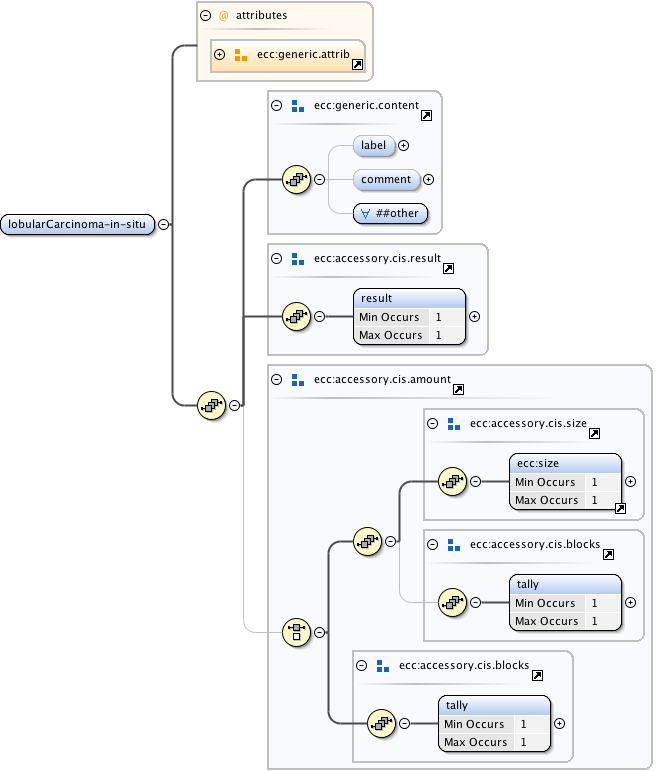 @ attributes
ecc:generic.attrib
ecc:generic.content
label
comment
∀ ##other
lobularCarcinoma-in-situ
ecc:accessory.cis.result
result
Min Occurs 1
Max Occurs 1
ecc:accessory.cis.amount
ecc:accessory.cis.size
ecc:size
Min Occurs 1
Max Occurs 1
ecc:accessory.cis.blocks
tally
Min Occurs 1
Max Occurs 1
ecc:accessory.cis.blocks
tally
Min Occurs 1
Max Occurs 1